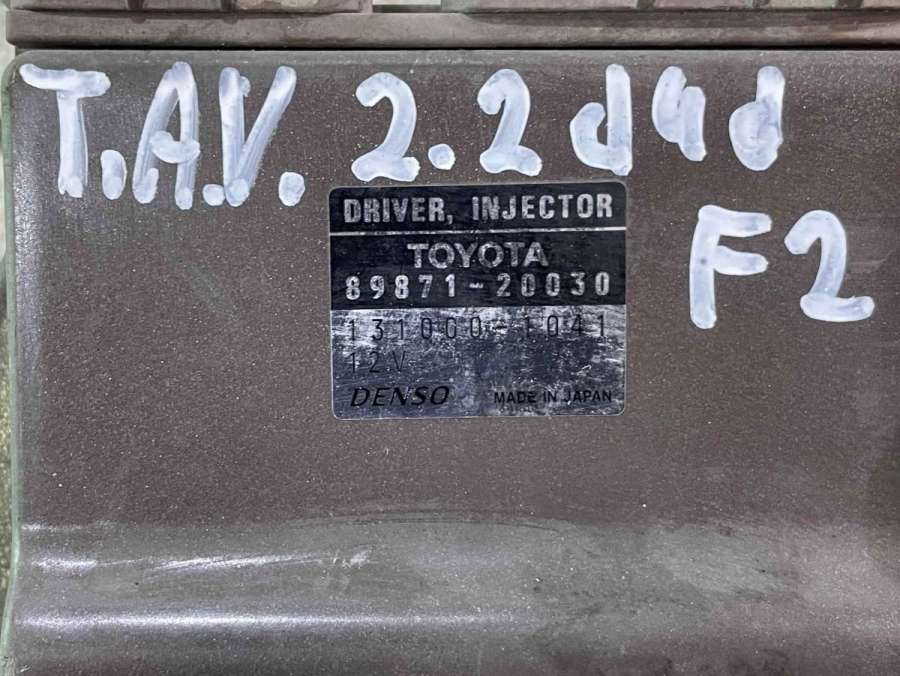 T.A.V. 2.2 d4d
F2
DRIVER, INJECTOR
TOYOTA
89871-20030
131000-1041
12V
DENSO MADE IN JAPAN